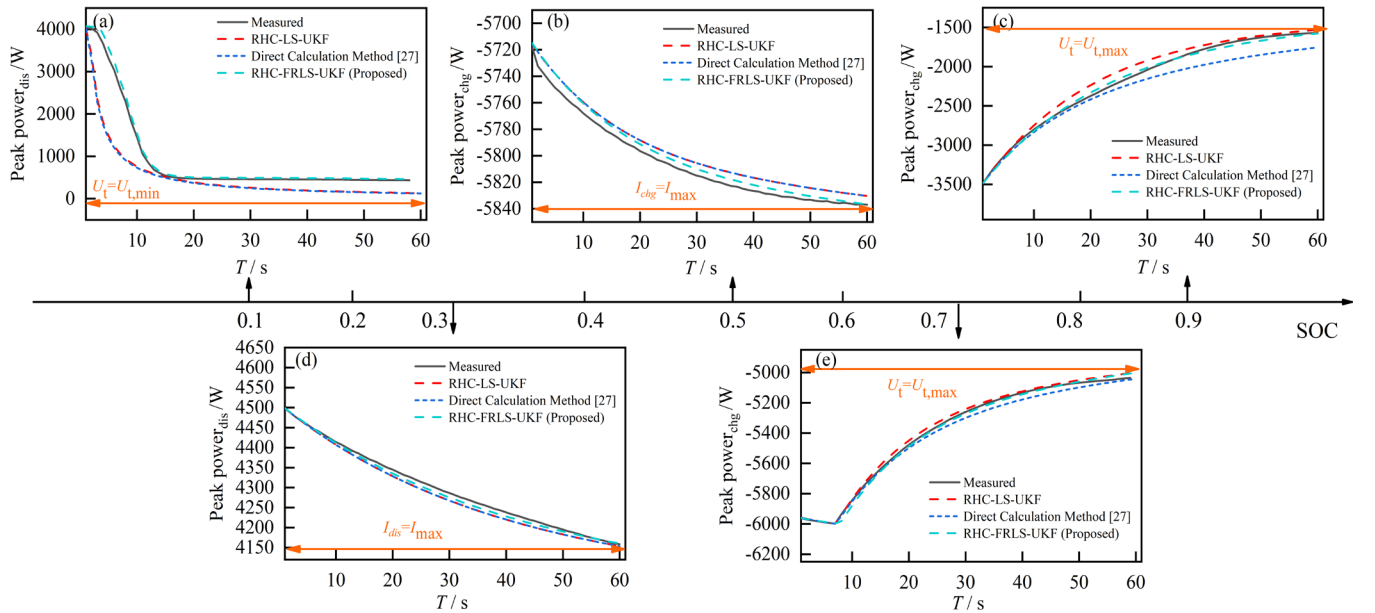 (a)
Peak power_dis /W
4000
3000
2000
1000
0
Measured
RHC-LS-UKF
Direct Calculation Method [27]
RHC-FRLS-UKF (Proposed)
U_t=U_t,min
10 20 30 40 50 60
T / s
(b)
Peak power_chg /W
-5700
-5720
-5740
-5760
-5780
-5800
-5820
-5840
Measured
RHC-LS-UKF
Direct Calculation Method [27]
RHC-FRLS-UKF (Proposed)
I_chg=I_max
10 20 30 40 50 60
T / s
(c)
Peak power_chg /W
-1500
-2000
-2500
-3000
-3500
U_t=U_t,max
Measured
RHC-LS-UKF
Direct Calculation Method [27]
RHC-FRLS-UKF (Proposed)
10 20 30 40 50 60
T / s
0.1 0.2 0.3 0.4 0.5 0.6 0.7 0.8 0.9
SOC
(d)
Peak power_dis /W
4650
4600
4550
4500
4450
4400
4350
4300
4250
4200
4150
Measured
RHC-LS-UKF
Direct Calculation Method [27]
RHC-FRLS-UKF (Proposed)
I_dis=I_max
10 20 30 40 50 60
T / s
(e)
Peak power_chg /W
-5000
-5200
-5400
-5600
-5800
-6000
-6200
U_t=U_t,max
Measured
RHC-LS-UKF
Direct Calculation Method [27]
RHC-FRLS-UKF (Proposed)
10 20 30 40 50 60
T / s